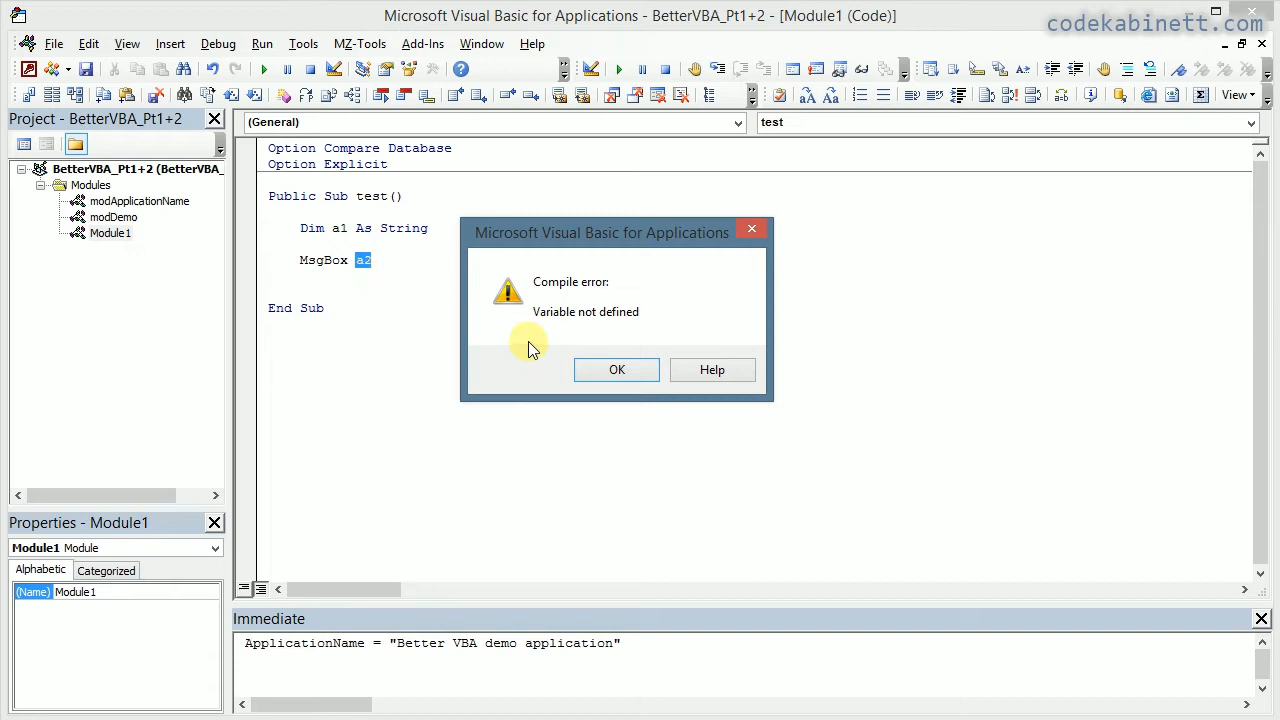 Microsoft Visual Basic for Applications - BetterVBA_Pt1+2 - [Module1 (Code)]
codekabinett.com
File Edit View Insert Debug Run Tools MZ-Tools Add-Ins Window Help
View
Project - BetterVBA_Pt1+2
(General)
test
BetterVBA_Pt1+2 (BetterVBA_
Modules
modApplicationName
modDemo
Module1
Option Compare Database
Option Explicit
Public Sub test()
Dim a1 As String
MsgBox a2
End Sub
Microsoft Visual Basic for Applications
Compile error:
Variable not defined
OK
Help
Properties - Module1
Module1 Module
Alphabetic Categorized
(Name) Module1
Immediate
ApplicationName = "Better VBA demo application"